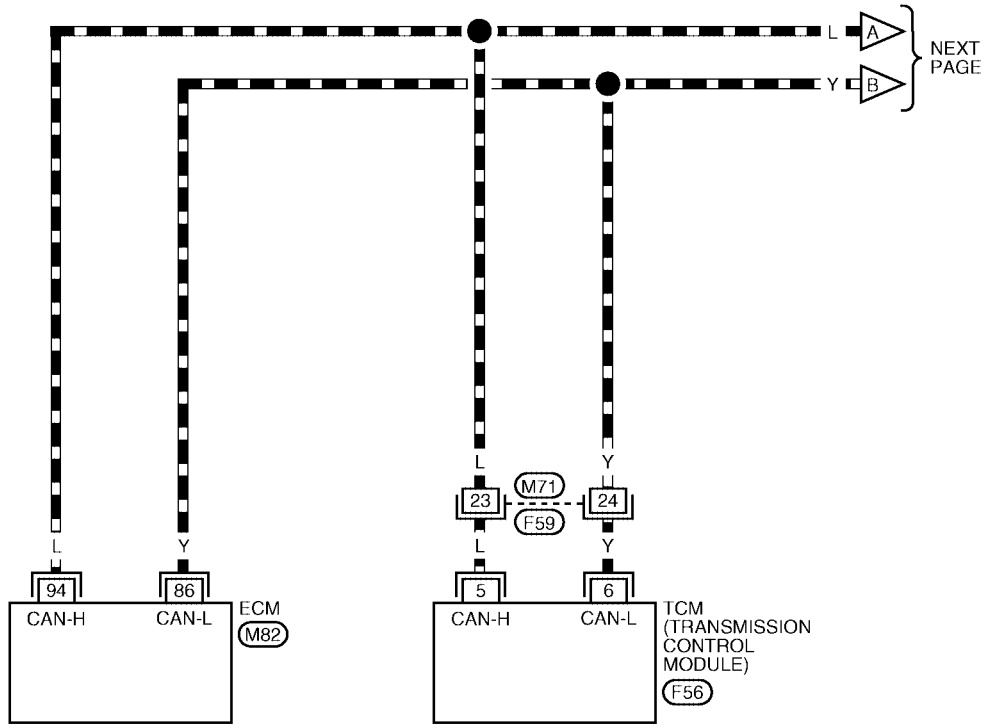 L
A
Y
B
NEXT
PAGE
L
Y
23
M71
24
F59
L
Y
L
Y
94
86
5
6
CAN-H
CAN-L
ECM
M82
CAN-H
CAN-L
TCM
(TRANSMISSION
CONTROL
MODULE)
F56